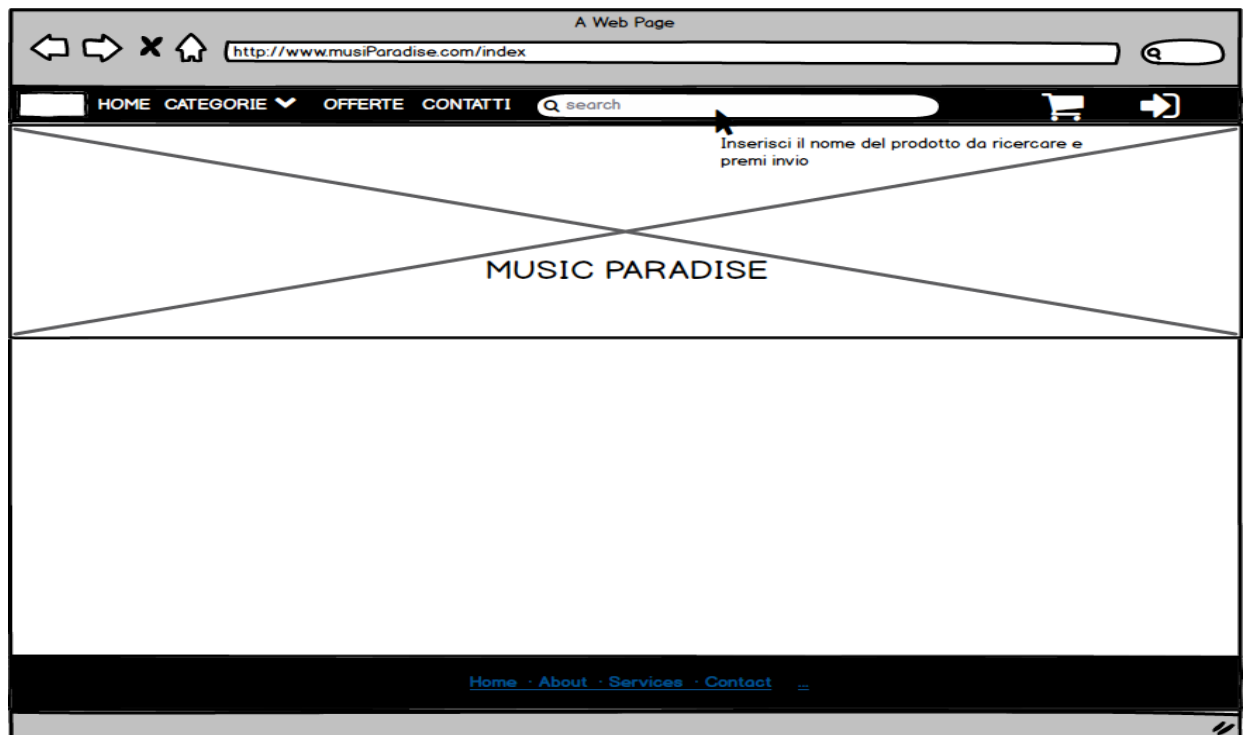 A Web Page
http://www.musiParadise.com/index
HOME CATEGORIE OFFERTE CONTATTI search
Inserisci il nome del prodotto da ricercare e
premi invio
MUSIC PARADISE
Home · About · Services · Contact ...